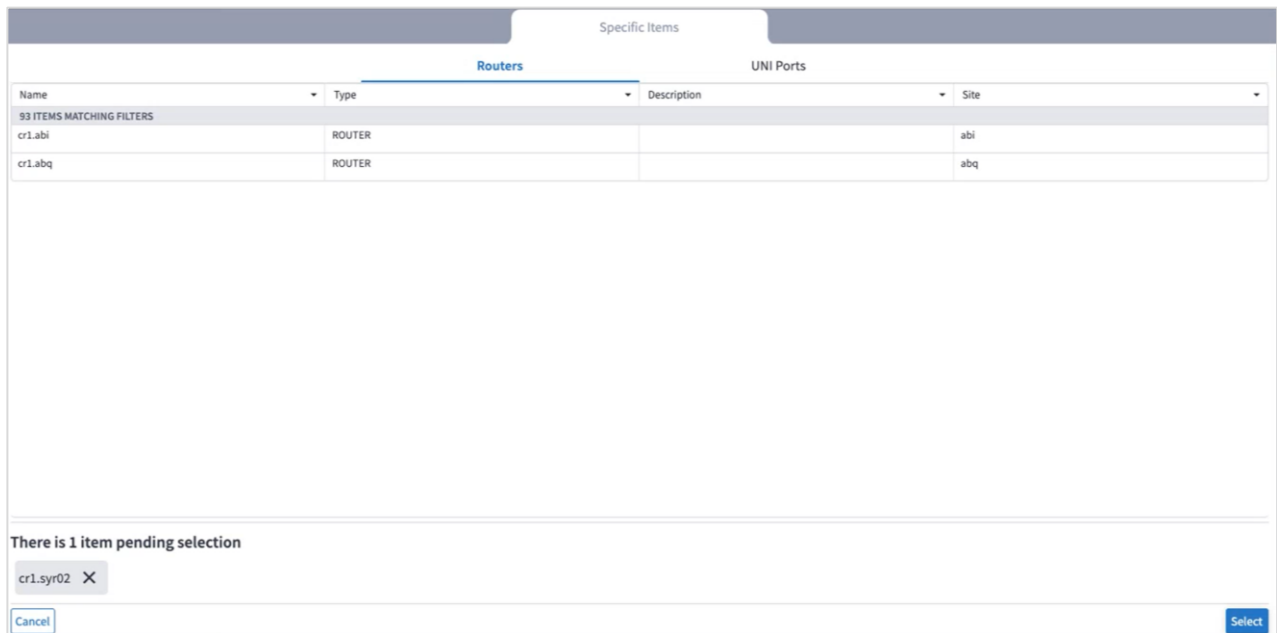 Specific Items
Routers UNI Ports
Name Type Description Site
93 ITEMS MATCHING FILTERS
cr1.abi ROUTER abi
cr1.abq ROUTER abq
There is 1 item pending selection
cr1.syr02 X
Cancel Select